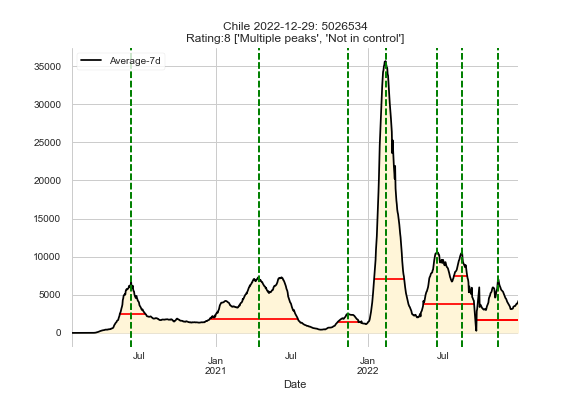 Chile 2022-12-29: 5026534
Rating:8 ['Multiple peaks', 'Not in control']
Average-7d
35000
30000
25000
20000
15000
10000
5000
0
Jul
Jan
2021
Jul
Jan
2022
Jul
Date